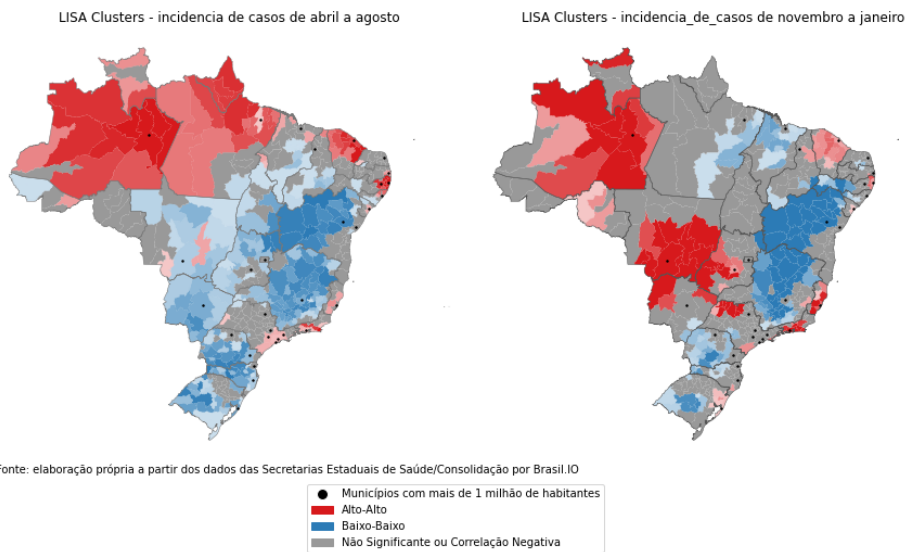 LISA Clusters - incidencia de casos de abril a agosto
LISA Clusters - incidencia_de_casos de novembro a janeiro
Fonte: elaboração própria a partir dos dados das Secretarias Estaduais de Saúde/Consolidação por Brasil.IO
Municípios com mais de 1 milhão de habitantes
Alto-Alto
Baixo-Baixo
Não Significante ou Correlação Negativa